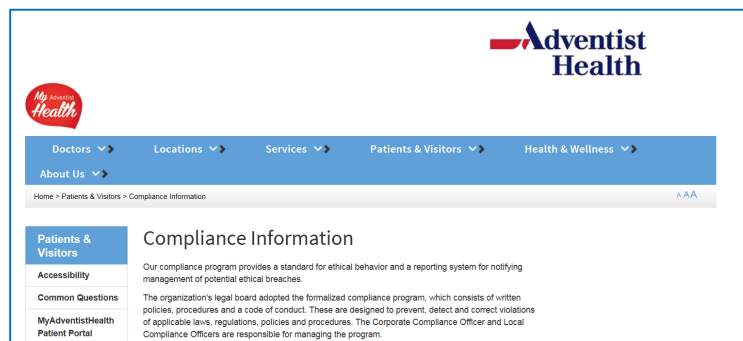 Adventist
Health
My Adventist
Health
Doctors
Locations
Services
Patients & Visitors
Health & Wellness
About Us
Home > Patients & Visitors > Compliance Information
A A A
Patients &
Visitors
Accessibility
Common Questions
MyAdventistHealth
Patient Portal
Compliance Information
Our compliance program provides a standard for ethical behavior and a reporting system for notifying
management of potential ethical breaches.
The organization's legal board adopted the formalized compliance program, which consists of written
policies, procedures and a code of conduct. These are designed to prevent, detect and correct violations
of applicable laws, regulations, policies and procedures. The Corporate Compliance Officer and Local
Compliance Officers are responsible for managing the program.